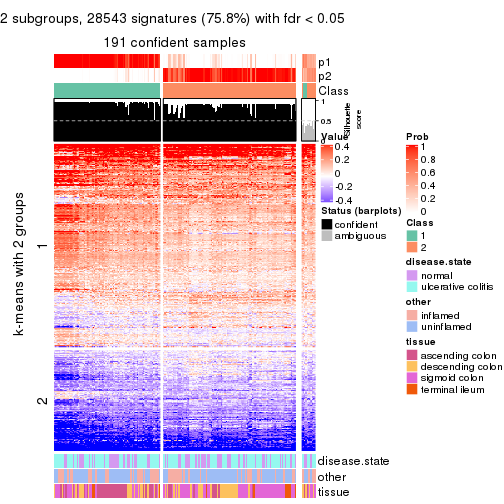 2 subgroups, 28543 signatures (75.8%) with fdr < 0.05
191 confident samples
p1
p2
Class
1
0.5
0
Silhouette
score
k-means with 2 groups
1
2
Value
0.4
0.2
0
-0.2
-0.4
Status (barplots)
confident
ambiguous
Prob
1
0.8
0.6
0.4
0.2
0
Class
1
2
disease.state
normal
ulcerative colitis
other
inflamed
uninflamed
tissue
ascending colon
descending colon
sigmoid colon
terminal ileum
disease.state
other
tissue